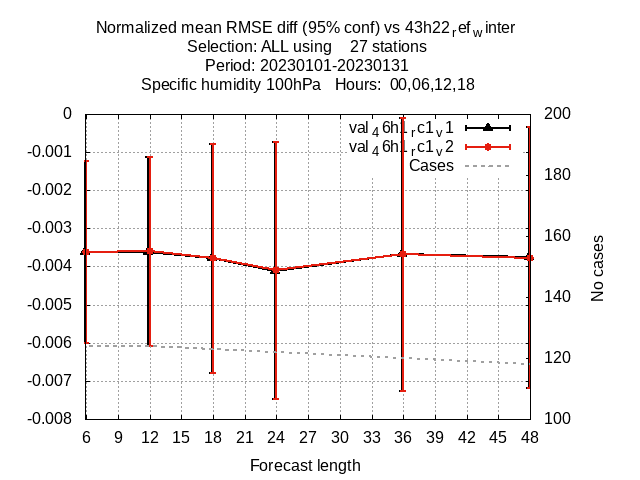 Normalized mean RMSE diff (95% conf) vs 43h22refwinter
Selection: ALL using    27 stations
Period: 20230101-20230131
Specific humidity 100hPa   Hours:  00,06,12,18
val46h1rc1v1
val46h1rc1v2
Cases
0
-0.001
-0.002
-0.003
-0.004
-0.005
-0.006
-0.007
-0.008
200
180
160
140
120
100
No cases
6 9 12 15 18 21 24 27 30 33 36 39 42 45 48
Forecast length